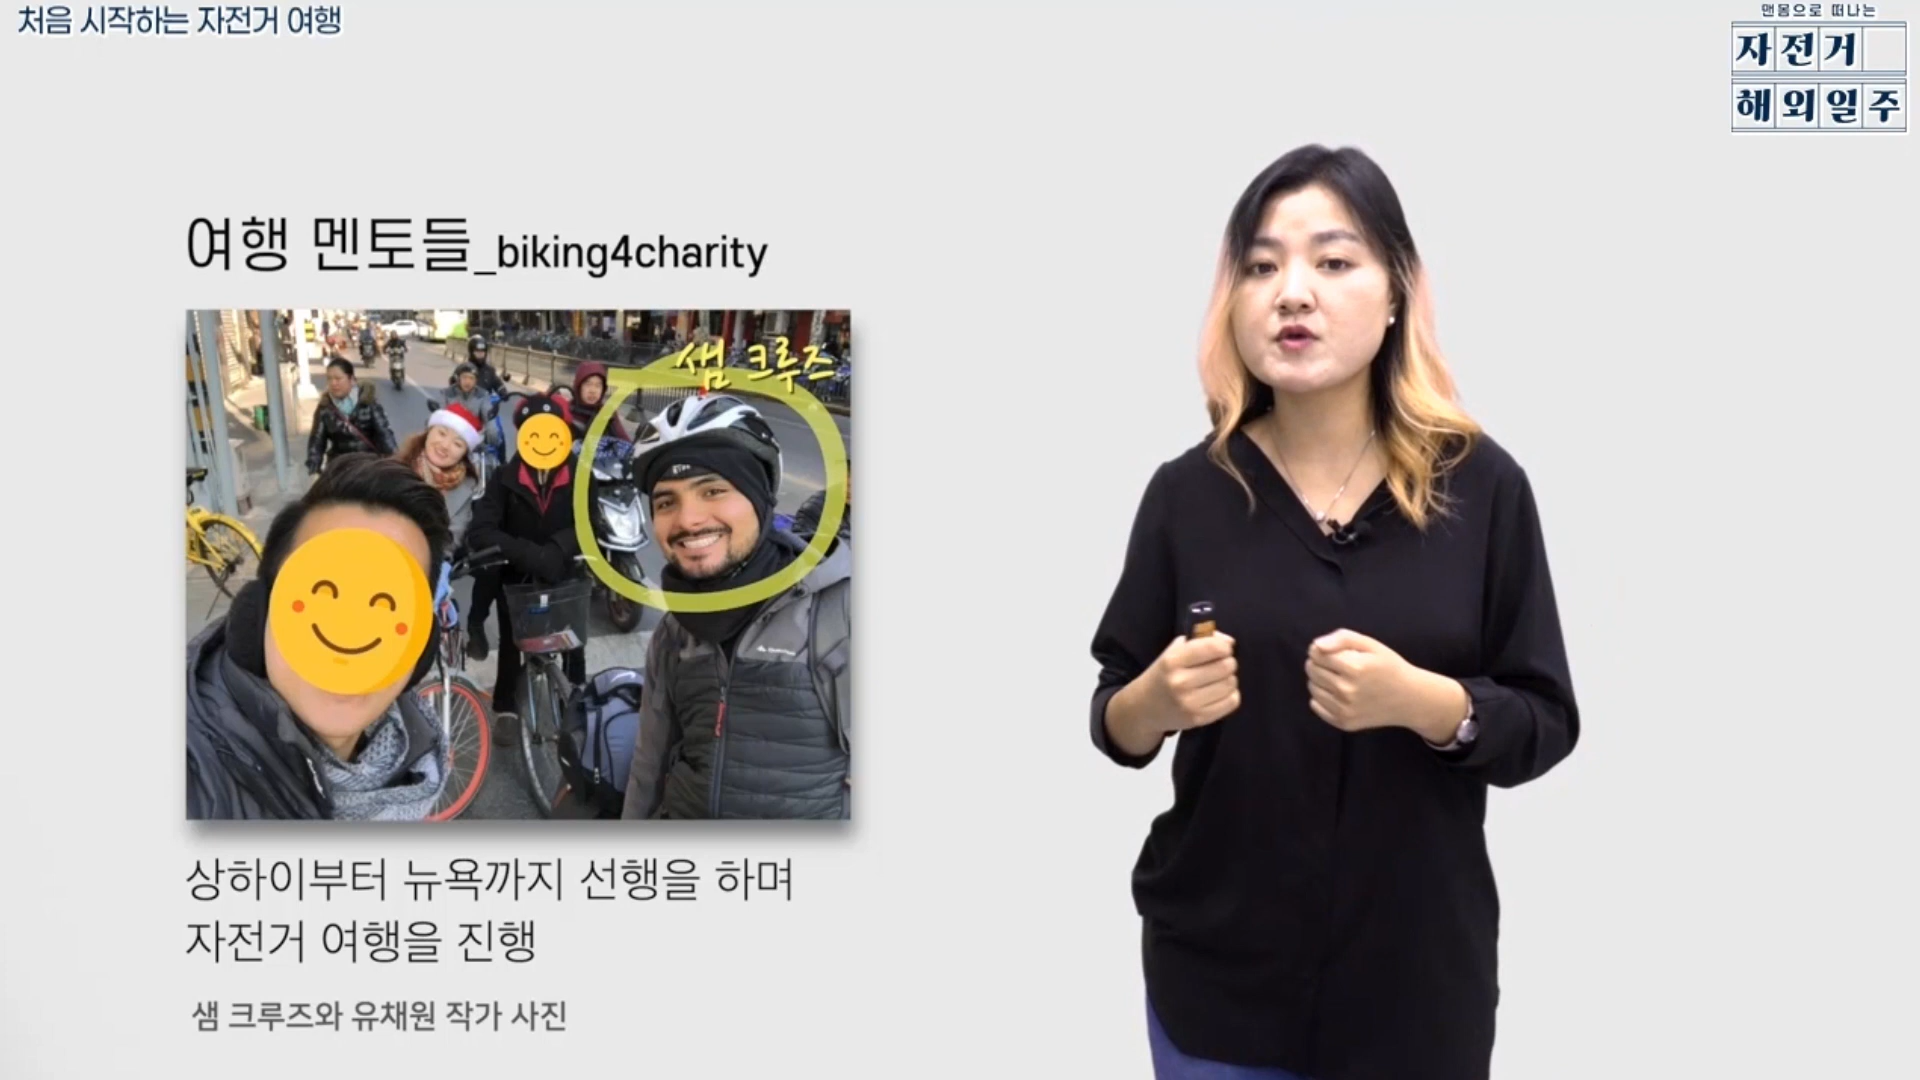 처음 시작하는 자전거 여행
맨몸으로 떠나는
자전거
해외일주
여행 멘토들_biking4charity
샘 크루즈
상하이부터 뉴욕까지 선행을 하며
자전거 여행을 진행
샘 크루즈와 유채원 작가 사진